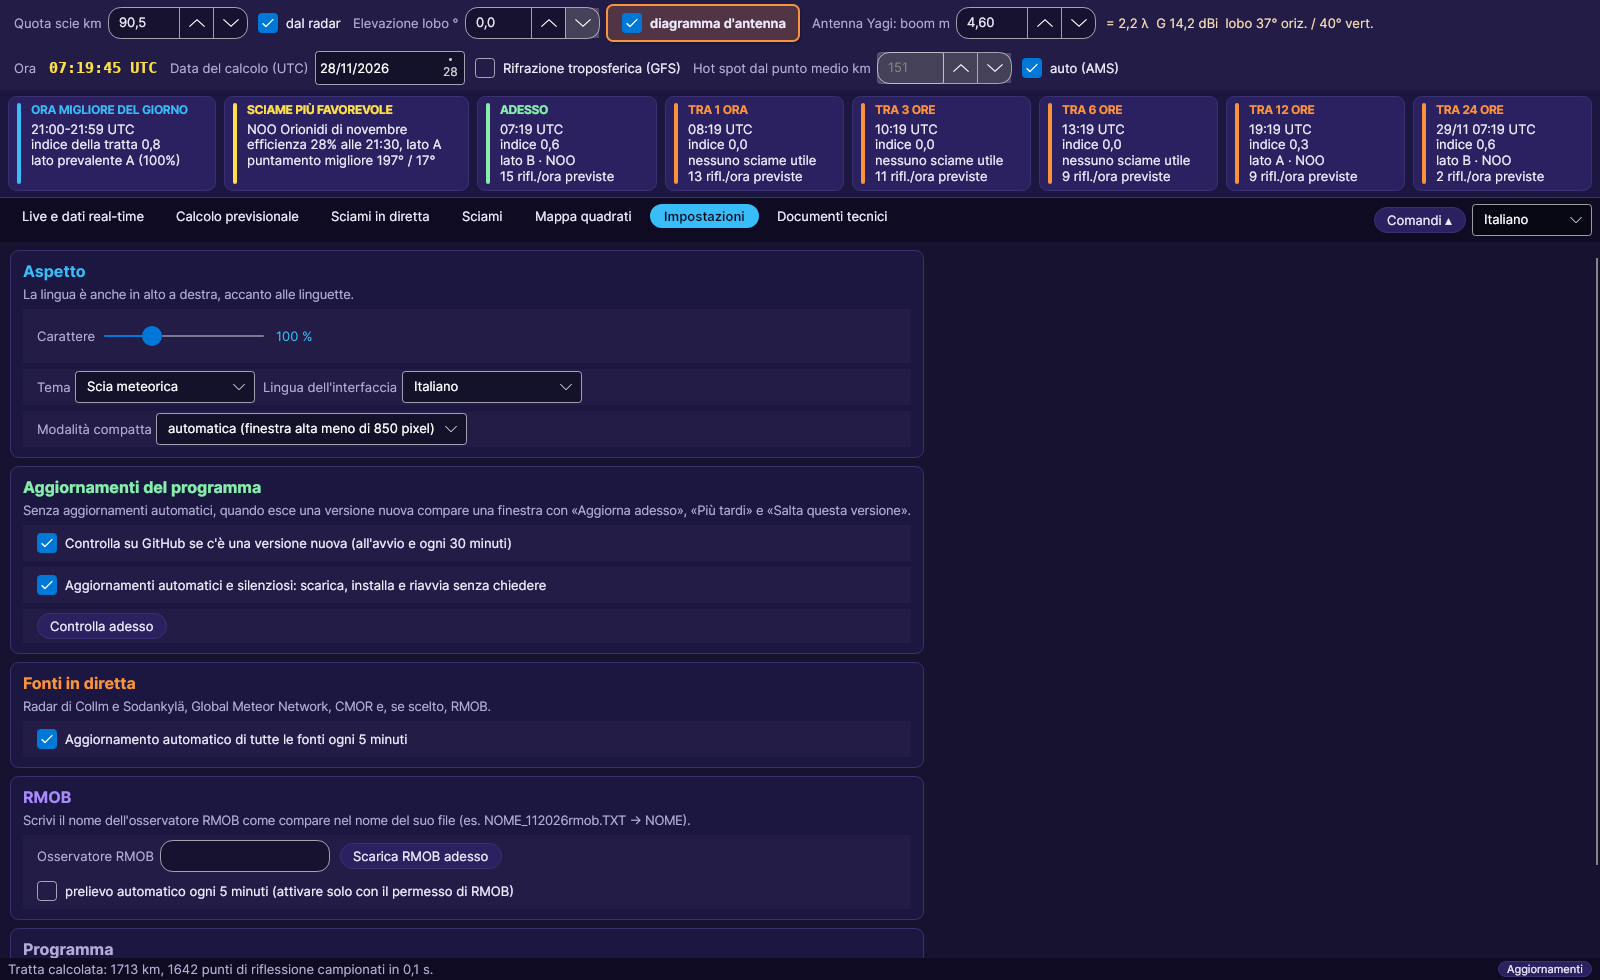 Quota scie km 90,5 dal radar Elevazione lobo ° 0,0 diagramma d'antenna Antenna Yagi: boom m 4,60 = 2,2 λ G 14,2 dBi lobo 37° oriz. / 40° vert.
Ora 07:19:45 UTC Data del calcolo (UTC) 28/11/2026 28 Rifrazione troposferica (GFS) Hot spot dal punto medio km 151 auto (AMS)
ORA MIGLIORE DEL GIORNO
21:00-21:59 UTC
indice della tratta 0,8
lato prevalente A (100%)
SCIAME PIÙ FAVOREVOLE
NOO Orionidi di novembre
efficienza 28% alle 21:30, lato A
puntamento migliore 197° / 17°
ADESSO
07:19 UTC
indice 0,6
lato B · NOO
15 rifl./ora previste
TRA 1 ORA
08:19 UTC
indice 0,0
nessuno sciame utile
13 rifl./ora previste
TRA 3 ORE
10:19 UTC
indice 0,0
nessuno sciame utile
11 rifl./ora previste
TRA 6 ORE
13:19 UTC
indice 0,0
nessuno sciame utile
9 rifl./ora previste
TRA 12 ORE
19:19 UTC
indice 0,3
lato A · NOO
9 rifl./ora previste
TRA 24 ORE
29/11 07:19 UTC
indice 0,6
lato B · NOO
2 rifl./ora previste
Live e dati real-time Calcolo previsionale Sciami in diretta Sciami Mappa quadrati Impostazioni Documenti tecnici Comandi ▴ Italiano
Aspetto
La lingua è anche in alto a destra, accanto alle linguette.
Carattere 100 %
Tema Scia meteorica Lingua dell'interfaccia Italiano
Modalità compatta automatica (finestra alta meno di 850 pixel)
Aggiornamenti del programma
Senza aggiornamenti automatici, quando esce una versione nuova compare una finestra con «Aggiorna adesso», «Più tardi» e «Salta questa versione».
Controlla su GitHub se c'è una versione nuova (all'avvio e ogni 30 minuti)
Aggiornamenti automatici e silenziosi: scarica, installa e riavvia senza chiedere
Controlla adesso
Fonti in diretta
Radar di Collm e Sodankylä, Global Meteor Network, CMOR e, se scelto, RMOB.
Aggiornamento automatico di tutte le fonti ogni 5 minuti
RMOB
Scrivi il nome dell'osservatore RMOB come compare nel nome del suo file (es. NOME_112026rmob.TXT → NOME).
Osservatore RMOB Scarica RMOB adesso
prelievo automatico ogni 5 minuti (attivare solo con il permesso di RMOB)
Programma
Tratta calcolata: 1713 km, 1642 punti di riflessione campionati in 0,1 s. Aggiornamenti